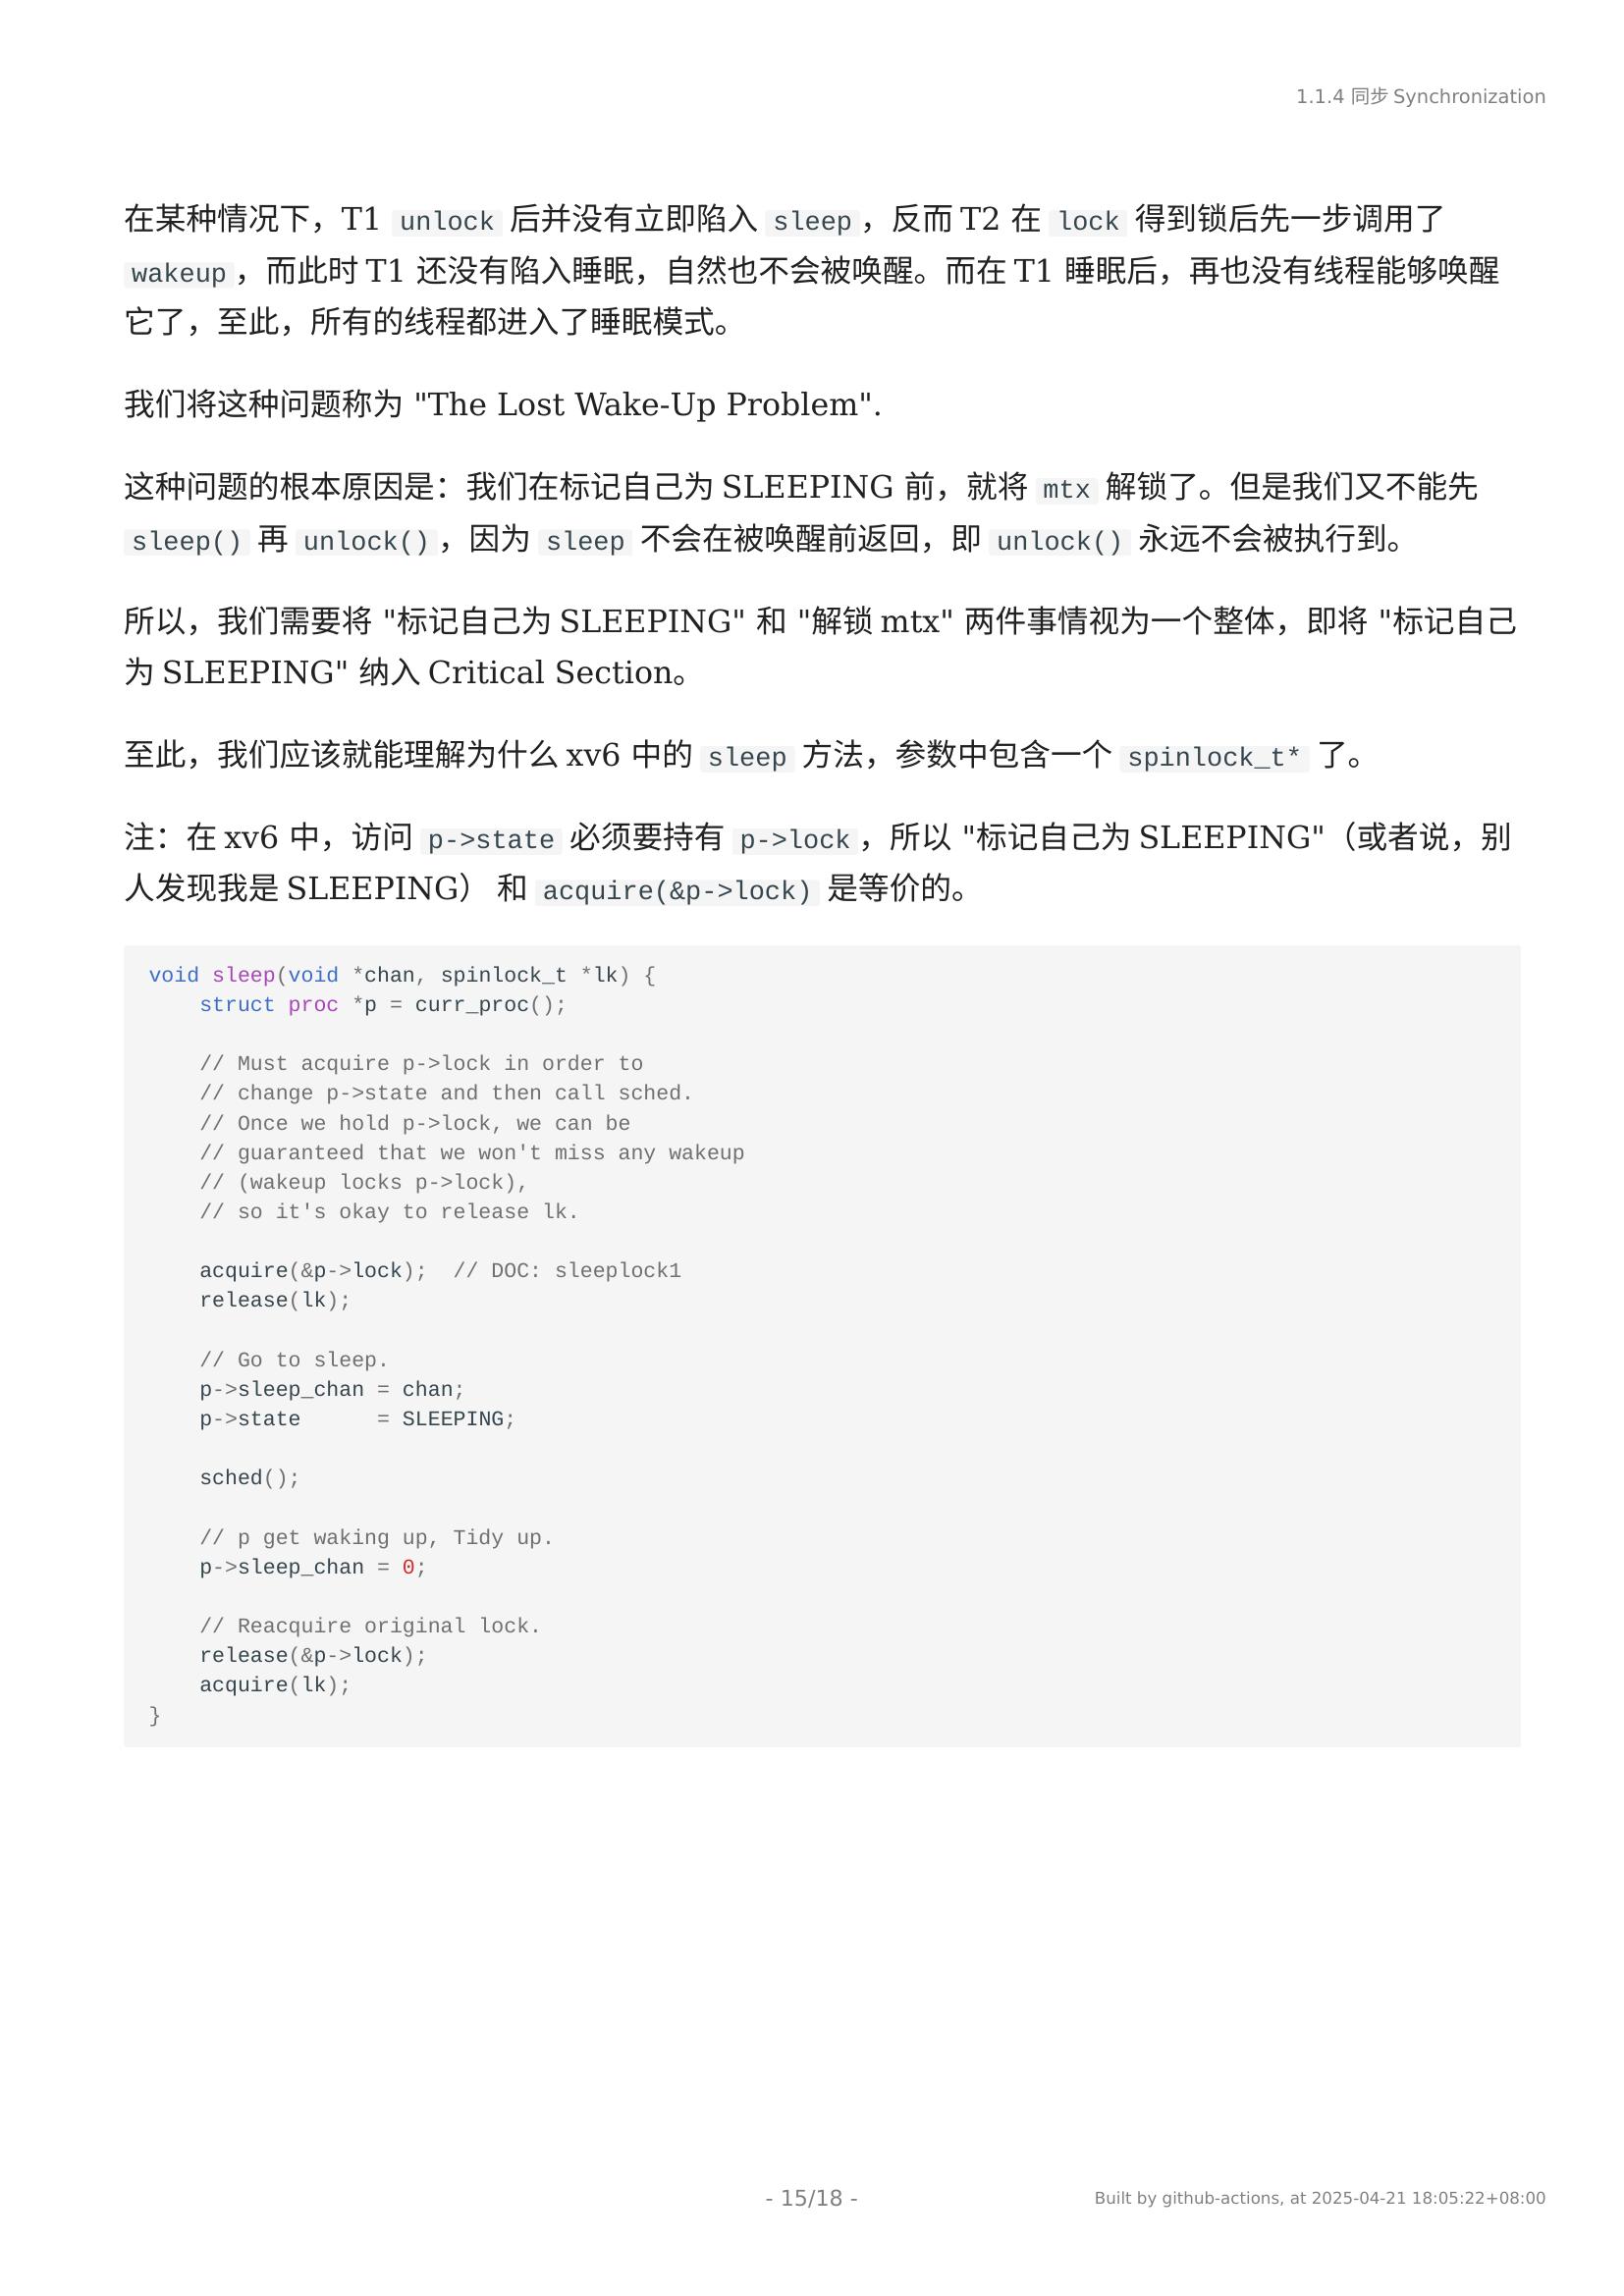 1.1.4 同步 Synchronization
在某种情况下，T1 unlock 后并没有立即陷入 sleep，反而 T2 在 lock 得到锁后先一步调用了
wakeup，而此时 T1 还没有陷入睡眠，自然也不会被唤醒。而在 T1 睡眠后，再也没有线程能够唤醒
它了，至此，所有的线程都进入了睡眠模式。
我们将这种问题称为 "The Lost Wake-Up Problem".
这种问题的根本原因是：我们在标记自己为 SLEEPING 前，就将 mtx 解锁了。但是我们又不能先
sleep() 再 unlock()，因为 sleep 不会在被唤醒前返回，即 unlock() 永远不会被执行到。
所以，我们需要将 "标记自己为 SLEEPING" 和 "解锁 mtx" 两件事情视为一个整体，即将 "标记自己
为 SLEEPING" 纳入 Critical Section。
至此，我们应该就能理解为什么 xv6 中的 sleep 方法，参数中包含一个 spinlock_t* 了。
注：在 xv6 中，访问 p->state 必须要持有 p->lock，所以 "标记自己为 SLEEPING"（或者说，别
人发现我是 SLEEPING） 和 acquire(&p->lock) 是等价的。
void sleep(void *chan, spinlock_t *lk) {
    struct proc *p = curr_proc();
    // Must acquire p->lock in order to
    // change p->state and then call sched.
    // Once we hold p->lock, we can be
    // guaranteed that we won't miss any wakeup
    // (wakeup locks p->lock),
    // so it's okay to release lk.
    acquire(&p->lock);  // DOC: sleeplock1
    release(lk);
    // Go to sleep.
    p->sleep_chan = chan;
    p->state      = SLEEPING;
    sched();
    // p get waking up, Tidy up.
    p->sleep_chan = 0;
    // Reacquire original lock.
    release(&p->lock);
    acquire(lk);
}
- 15/18 -
Built by github-actions, at 2025-04-21 18:05:22+08:00